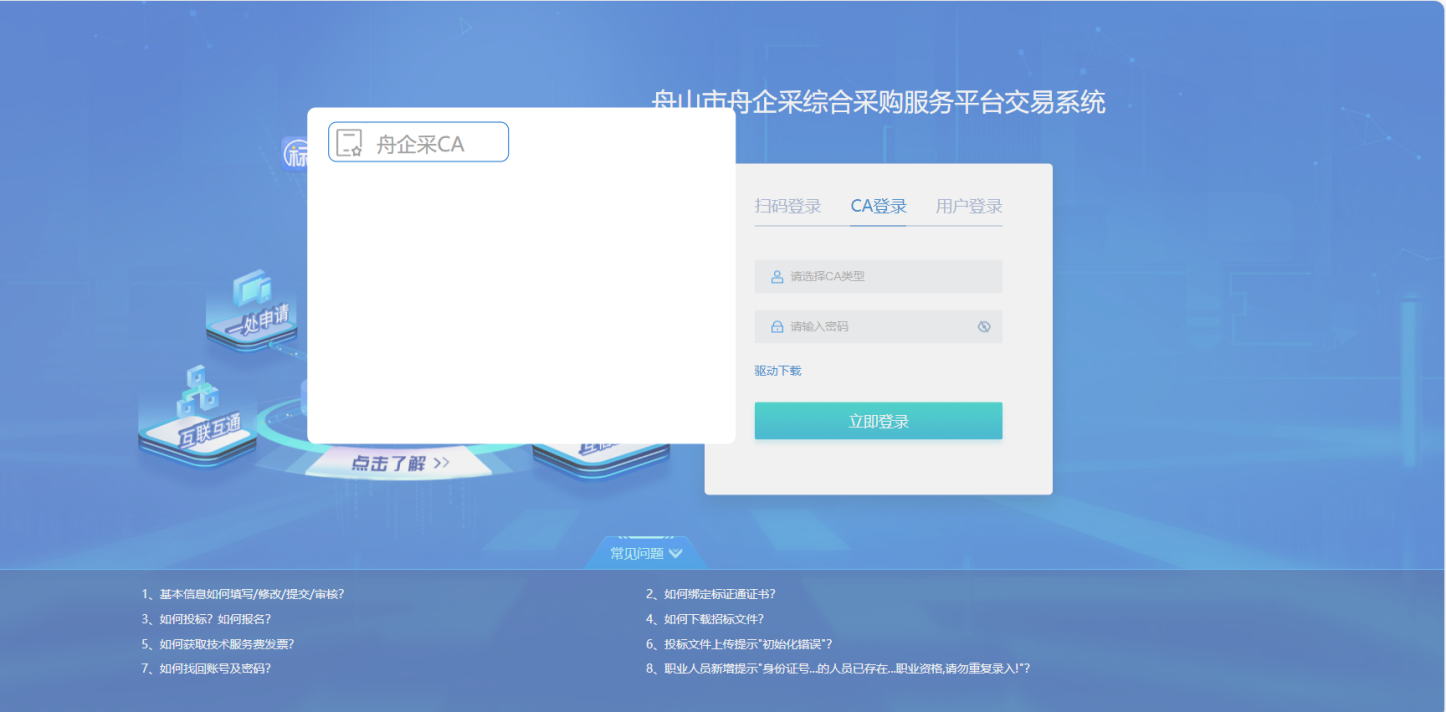 舟山市舟企采综合采购服务平台交易系统
舟企采CA
扫码登录 CA登录 用户登录
请选择CA类型
请输入密码
驱动下载
立即登录
一处申请
互联互通
点击了解 >>
常见问题
1、基本信息如何填写/修改/提交/审核?
2、如何绑定标证通证书?
3、如何投标? 如何报名?
4、如何下载招标文件?
5、如何获取技术服务费发票?
6、投标文件上传提示"初始化错误"?
7、如何找回账号及密码?
8、职业人员新增提示"身份证号...的人员已存在...职业资格,请勿重复录入!"?